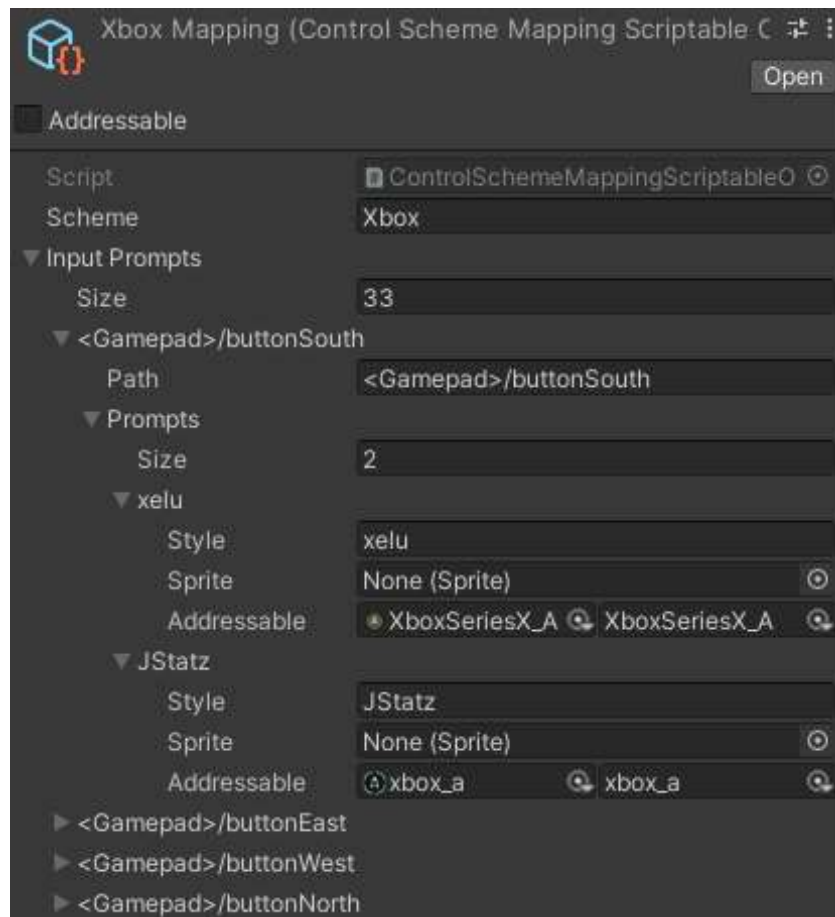 Xbox Mapping (Control Scheme Mapping Scriptable C
Open
Addressable
Script ControlSchemeMappingScriptableO
Scheme Xbox
Input Prompts
Size 33
<Gamepad>/buttonSouth
Path <Gamepad>/buttonSouth
Prompts
Size 2
xelu
Style xelu
Sprite None (Sprite)
Addressable XboxSeriesX_A XboxSeriesX_A
JStatz
Style JStatz
Sprite None (Sprite)
Addressable xbox_a xbox_a
<Gamepad>/buttonEast
<Gamepad>/buttonWest
<Gamepad>/buttonNorth